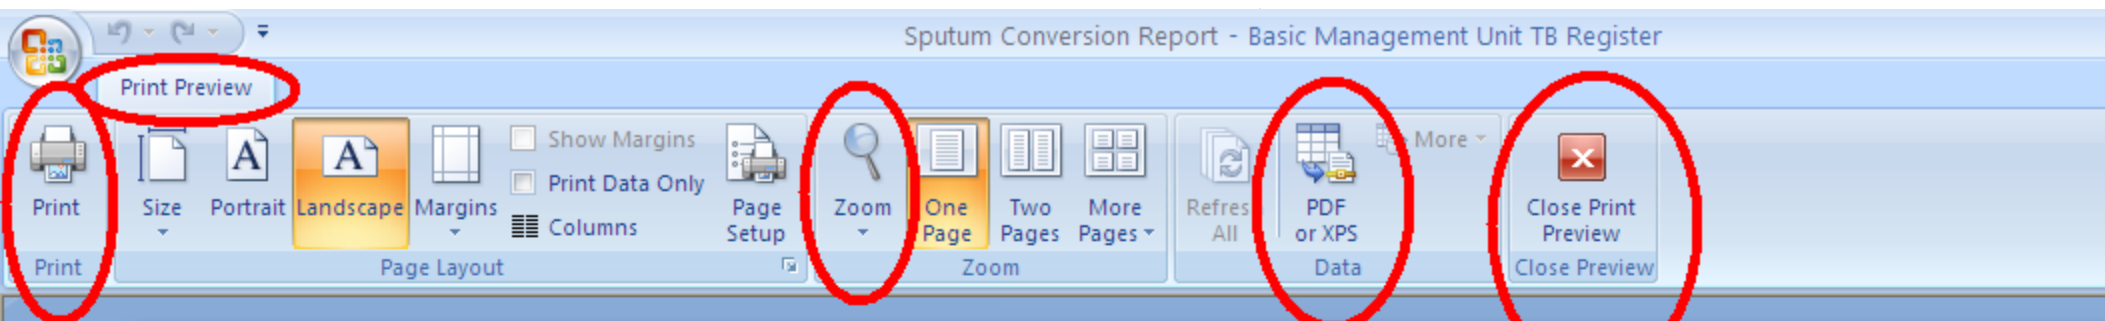 Sputum Conversion Report - Basic Management Unit TB Register
Print Preview
Print
Size
Portrait
Landscape
Margins
Show Margins
Print Data Only
Columns
Page
Setup
Zoom
One
Page
Two
Pages
More
Pages
All
PDF
or XPS
More
Close Print
Preview
Print
Page Layout
Zoom
Data
Close Preview